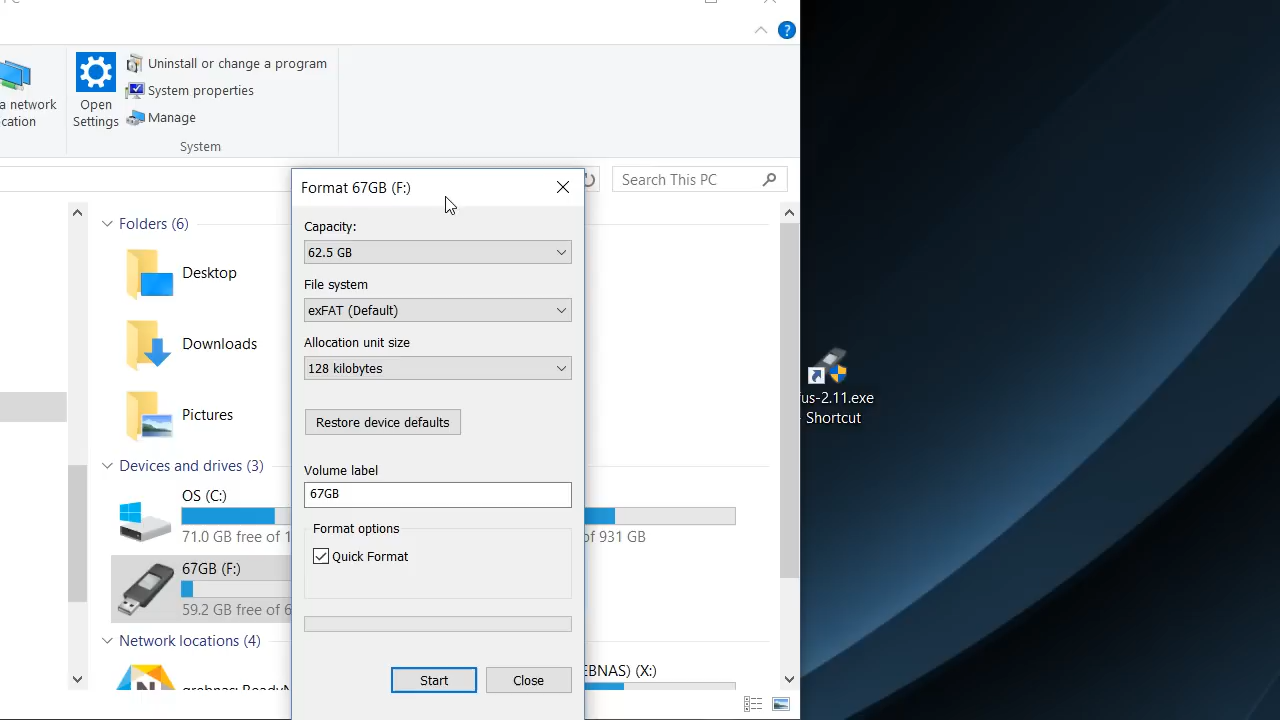 PC
?
Uninstall or change a program
System properties
Manage
a network
cation
Open
Settings
System
Search This PC
Format 67GB (F:)
Capacity:
62.5 GB
File system
exFAT (Default)
Allocation unit size
128 kilobytes
Restore device defaults
Volume label
67GB
Format options
Quick Format
Start
Close
Folders (6)
Desktop
Downloads
Pictures
Devices and drives (3)
OS (C:)
71.0 GB free of 1
of 931 GB
67GB (F:)
59.2 GB free of 6
Network locations (4)
EBNAS) (X:)
fus-2.11.exe
Shortcut